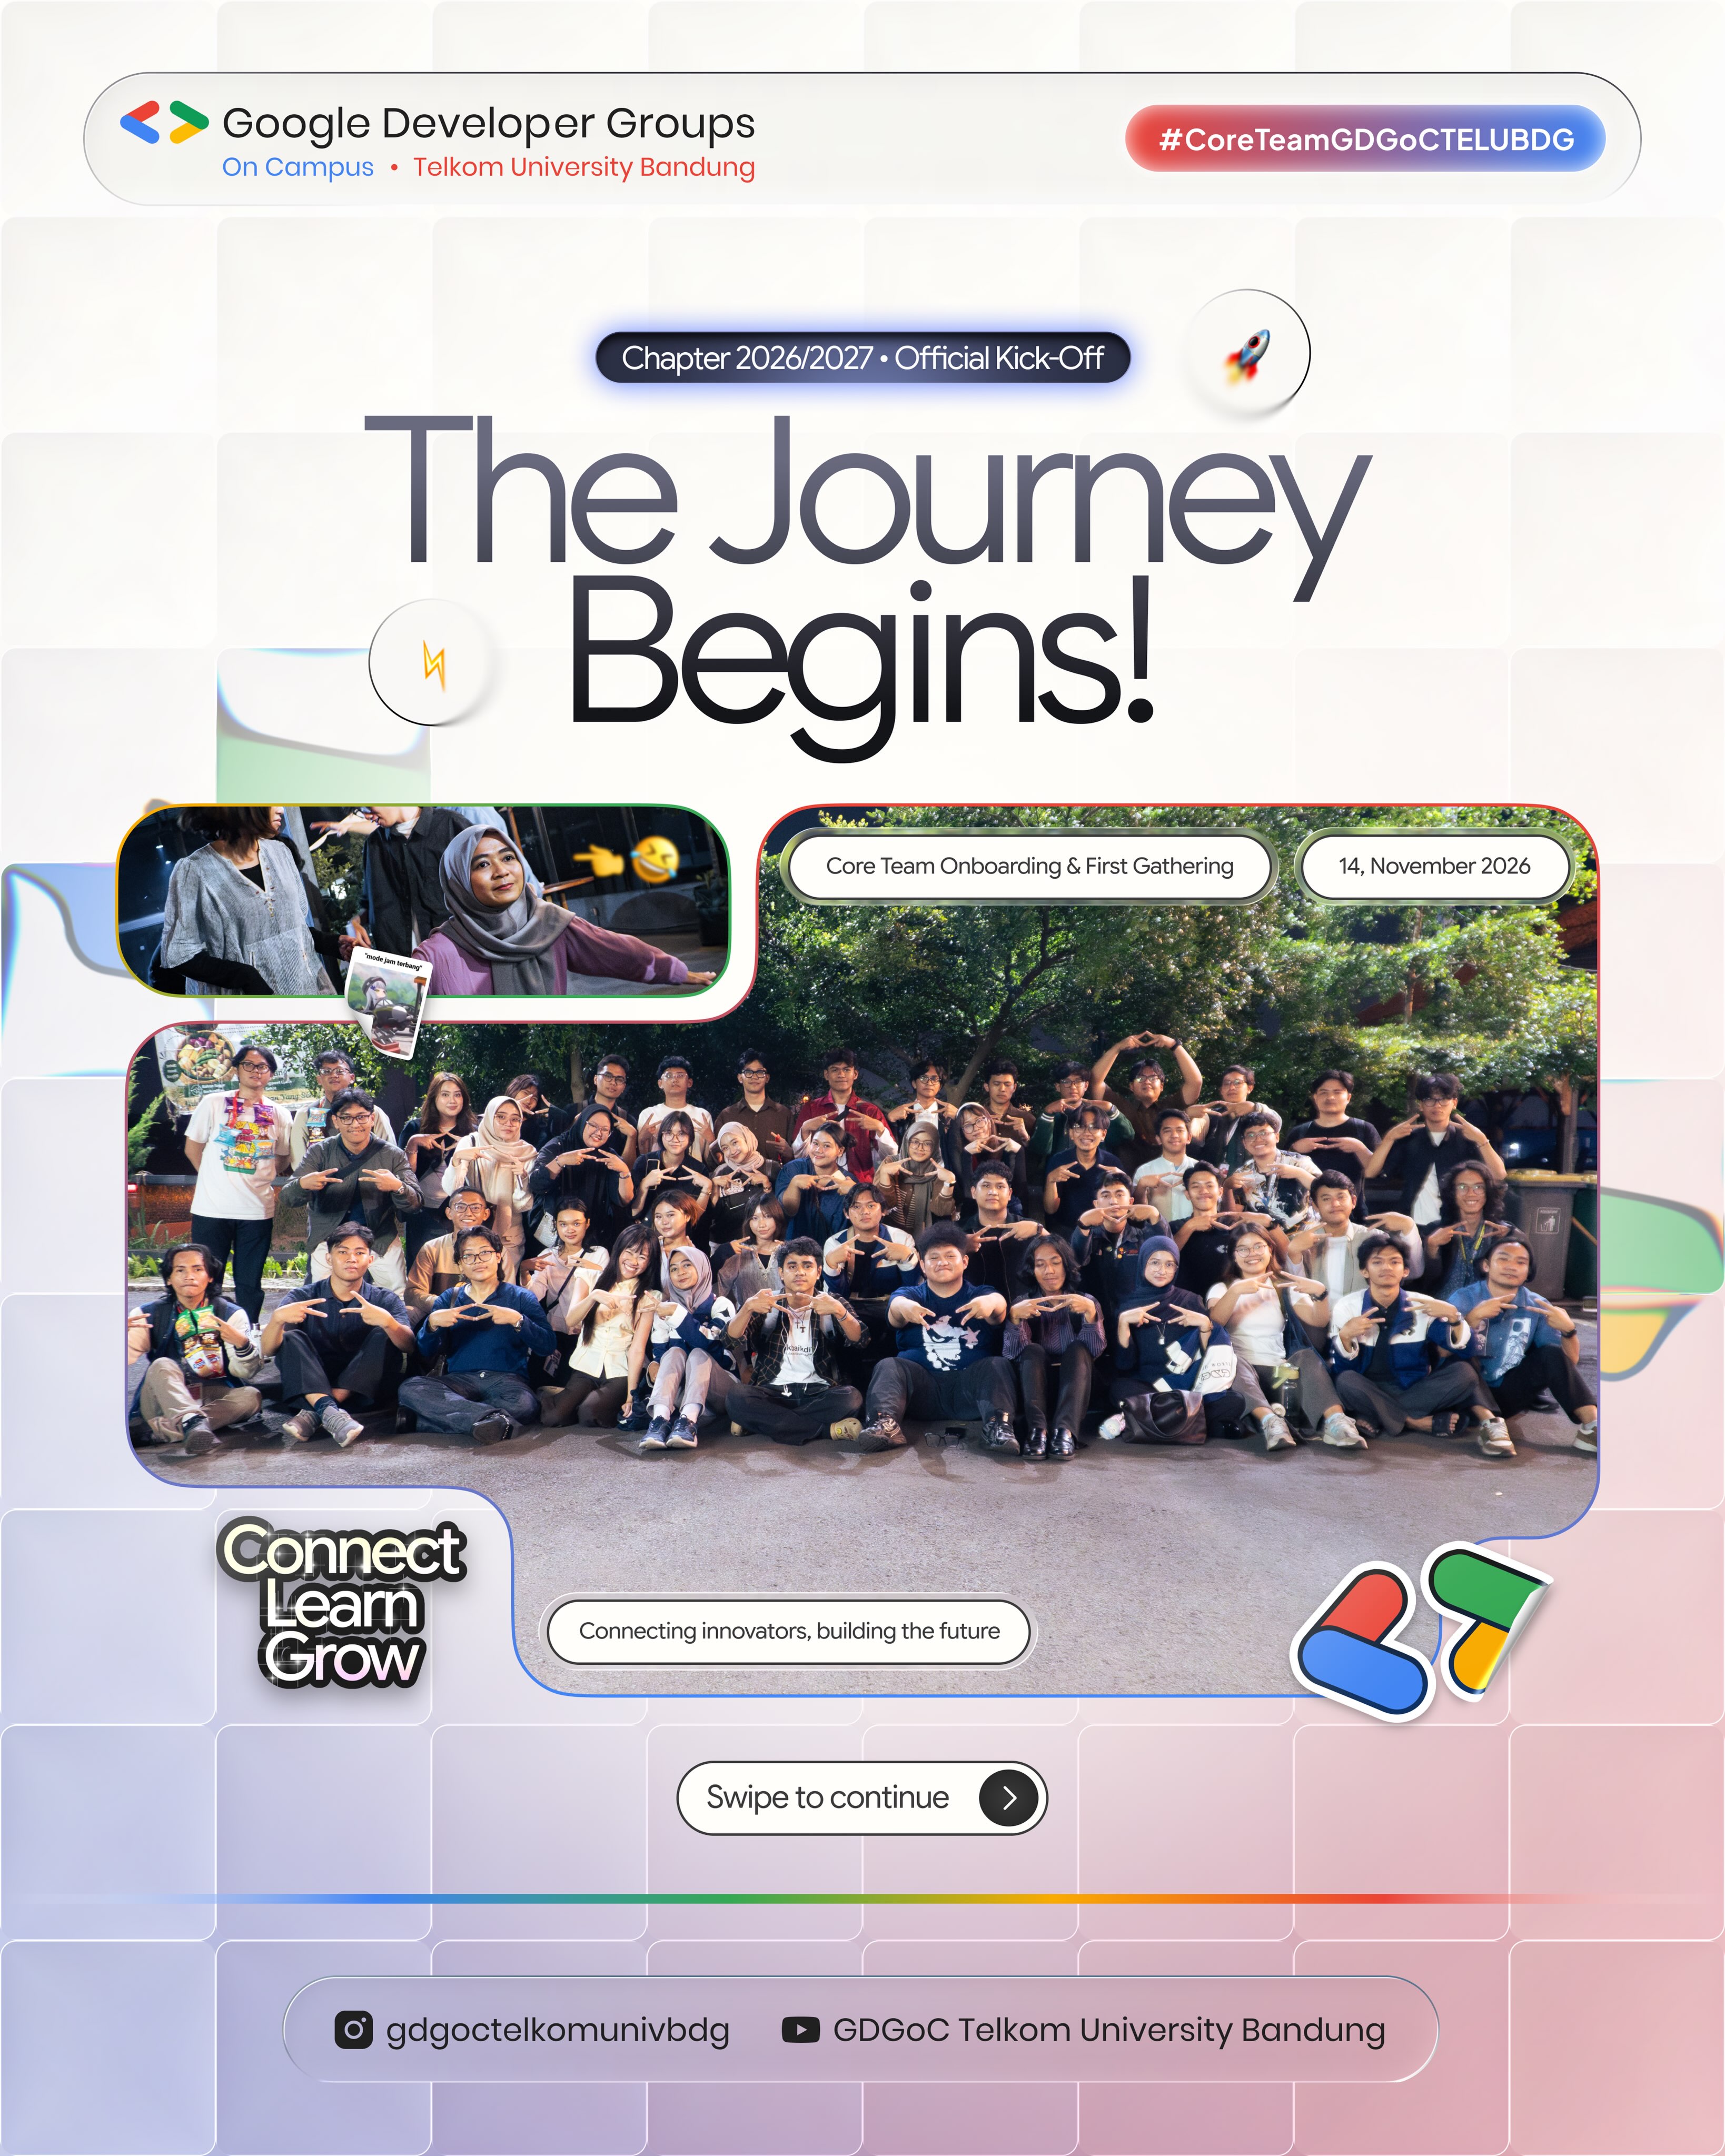 Google Developer Groups
On Campus • Telkom University Bandung
#CoreTeamGDGoCTELUBDG
Chapter 2026/2027 • Official Kick-Off
The Journey
Begins!
Core Team Onboarding & First Gathering
14, November 2026
"mode jam terbang"
Connect
Learn
Grow
Connecting innovators, building the future
Swipe to continue
gdgoctelkomunivbdg
GDGoC Telkom University Bandung